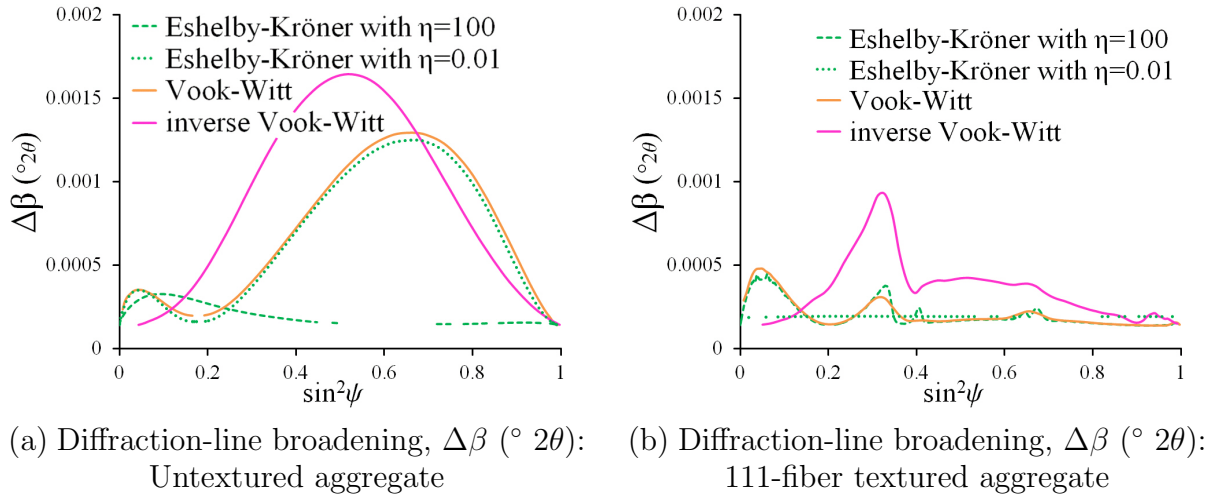 0.002
0.0015
0.001
0.0005
0
Δβ (°2θ)
Eshelby-Kröner with η=100
Eshelby-Kröner with η=0.01
Vook-Witt
inverse Vook-Witt
0 0.2 0.4 0.6 0.8 1
sin²ψ
(a) Diffraction-line broadening, Δβ (° 2θ):
Untextured aggregate
0.002
0.0015
0.001
0.0005
0
Δβ (°2θ)
Eshelby-Kröner with η=100
Eshelby-Kröner with η=0.01
Vook-Witt
inverse Vook-Witt
0 0.2 0.4 0.6 0.8 1
sin²ψ
(b) Diffraction-line broadening, Δβ (° 2θ):
111-fiber textured aggregate